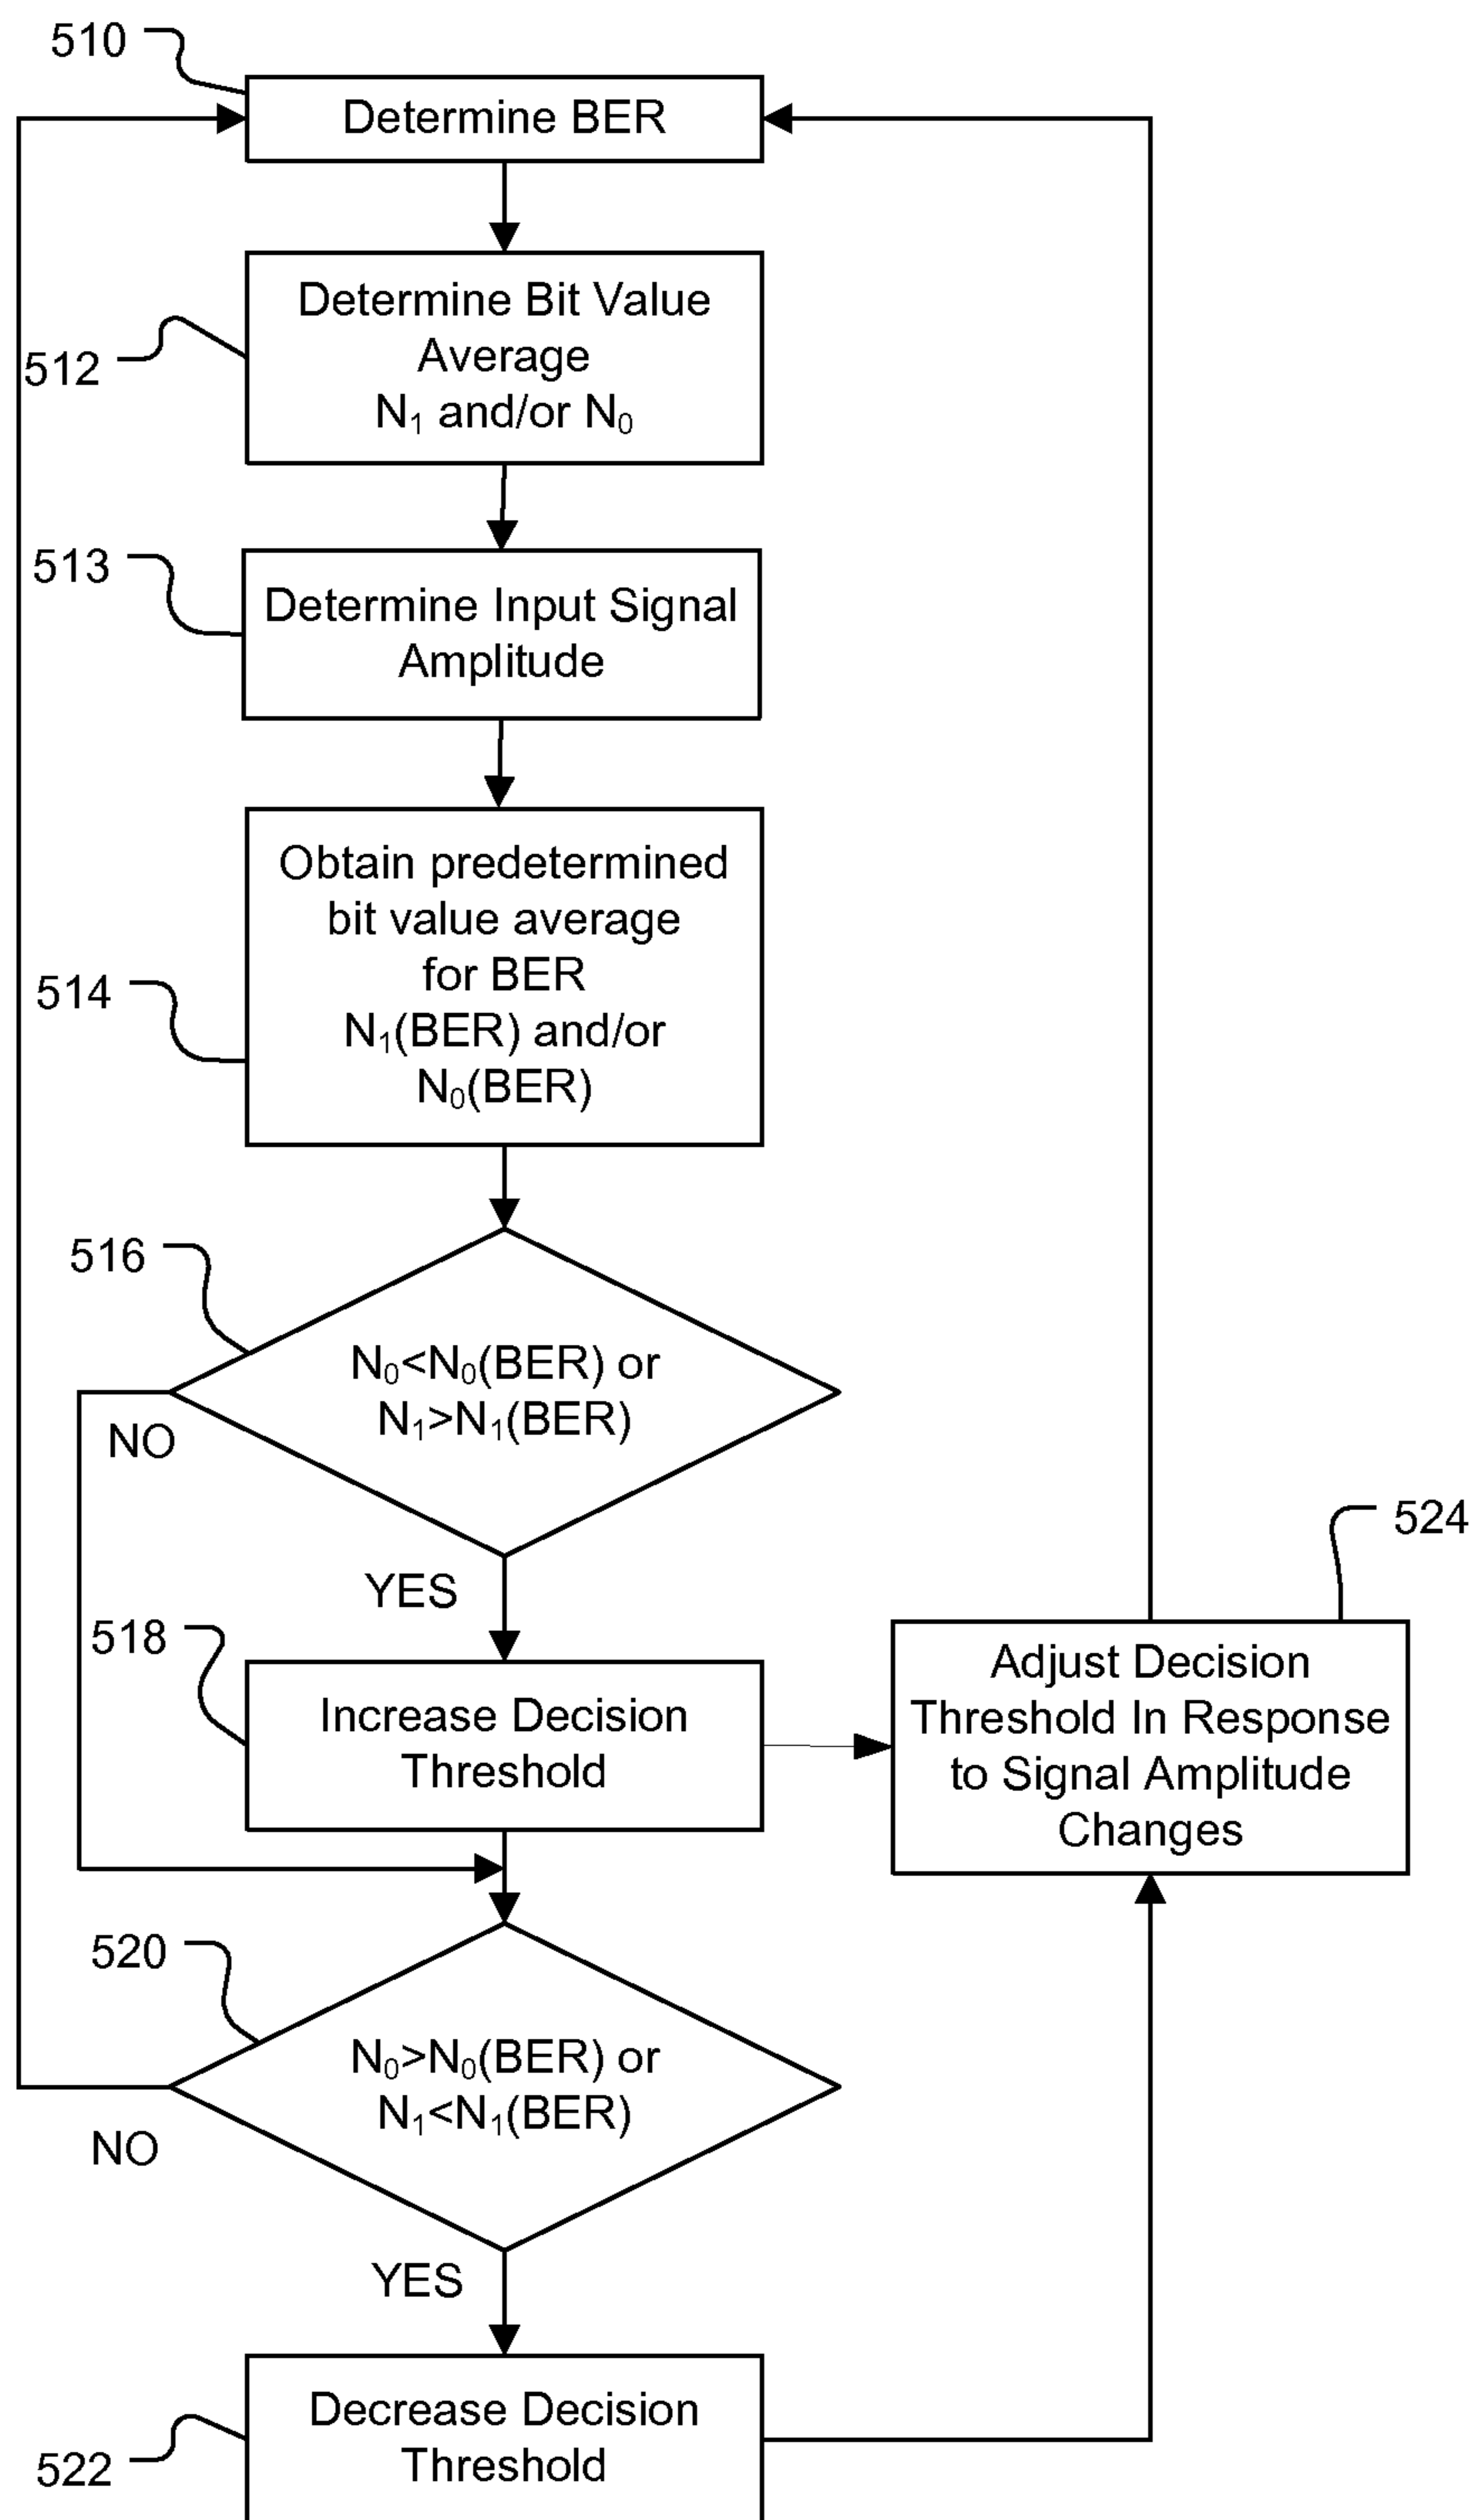 510
Determine BER
Determine Bit Value
Average
N₁ and/or N₀
512
513
Determine Input Signal
Amplitude
Obtain predetermined
bit value average
for BER
N₁(BER) and/or
N₀(BER)
514
516
N₀<N₀(BER) or
N₁>N₁(BER)
NO
YES
524
518
Increase Decision
Threshold
Adjust Decision
Threshold In Response
to Signal Amplitude
Changes
520
N₀>N₀(BER) or
N₁<N₁(BER)
NO
YES
Decrease Decision
Threshold
522